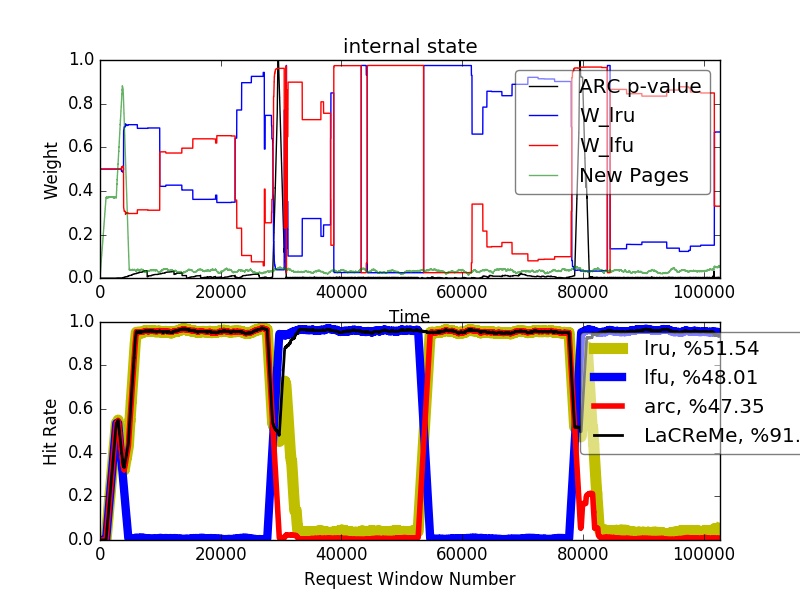 internal state
1.0
0.8
0.6
0.4
0.2
0.0
Weight
ARC p-value
W_lru
W_lfu
New Pages
0 20000 40000 60000 80000 100000
Time
1.0
0.8
0.6
0.4
0.2
0.0
Hit Rate
lru, %51.54
lfu, %48.01
arc, %47.35
LaCReMe, %91.
0 20000 40000 60000 80000 100000
Request Window Number